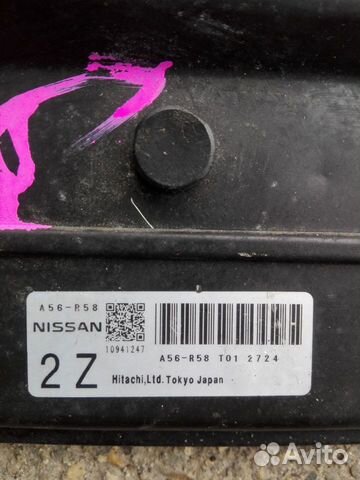 A56-R58
NISSAN
10941247
H
A56-R58 T01 2724
2 Z
Hitachi,Ltd. Tokyo Japan
Avito